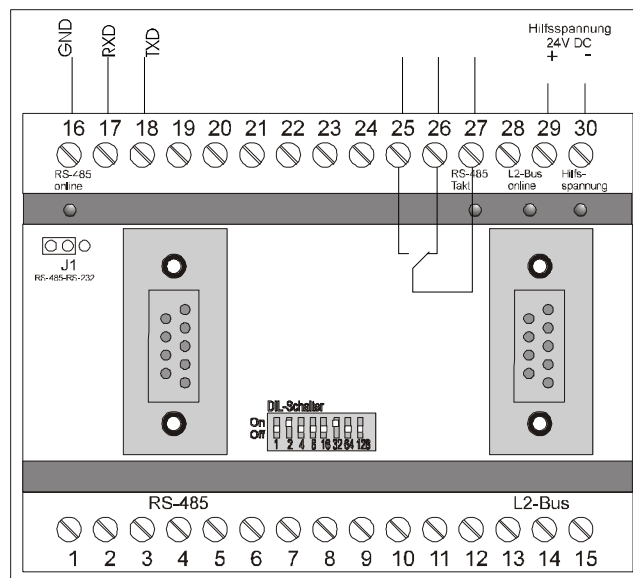 GND
RXD
TXD
Hilfsspannung
24V DC
+ -
16 17 18 19 20 21 22 23 24 25 26 27 28 29 30
RS-485
online
RS-485
Takt
L2-Bus
online
Hilfs-
spannung
J1
RS-485-RS-232
DIL-Schalter
On
Off
1 2 4 8 16 32 64 128
RS-485
L2-Bus
1 2 3 4 5 6 7 8 9 10 11 12 13 14 15